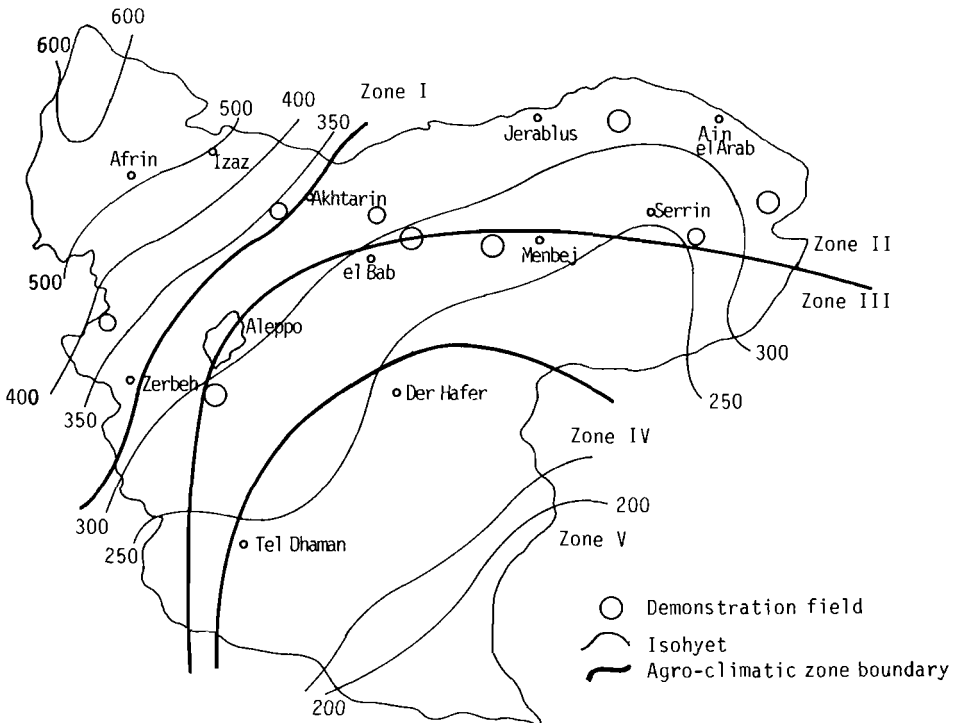 600
600
Zone I
500
400
350
Jerablus
Ain
el Arab
Izaz
Afrin
Akhtarin
Serrin
Zone II
el Bab
Menbej
500
Zone III
Aleppo
300
Zerbeh
400
350
Der Hafer
250
Zone IV
300
200
250
Tel Dhaman
Zone V
Demonstration field
Isohyet
Agro-climatic zone boundary
200